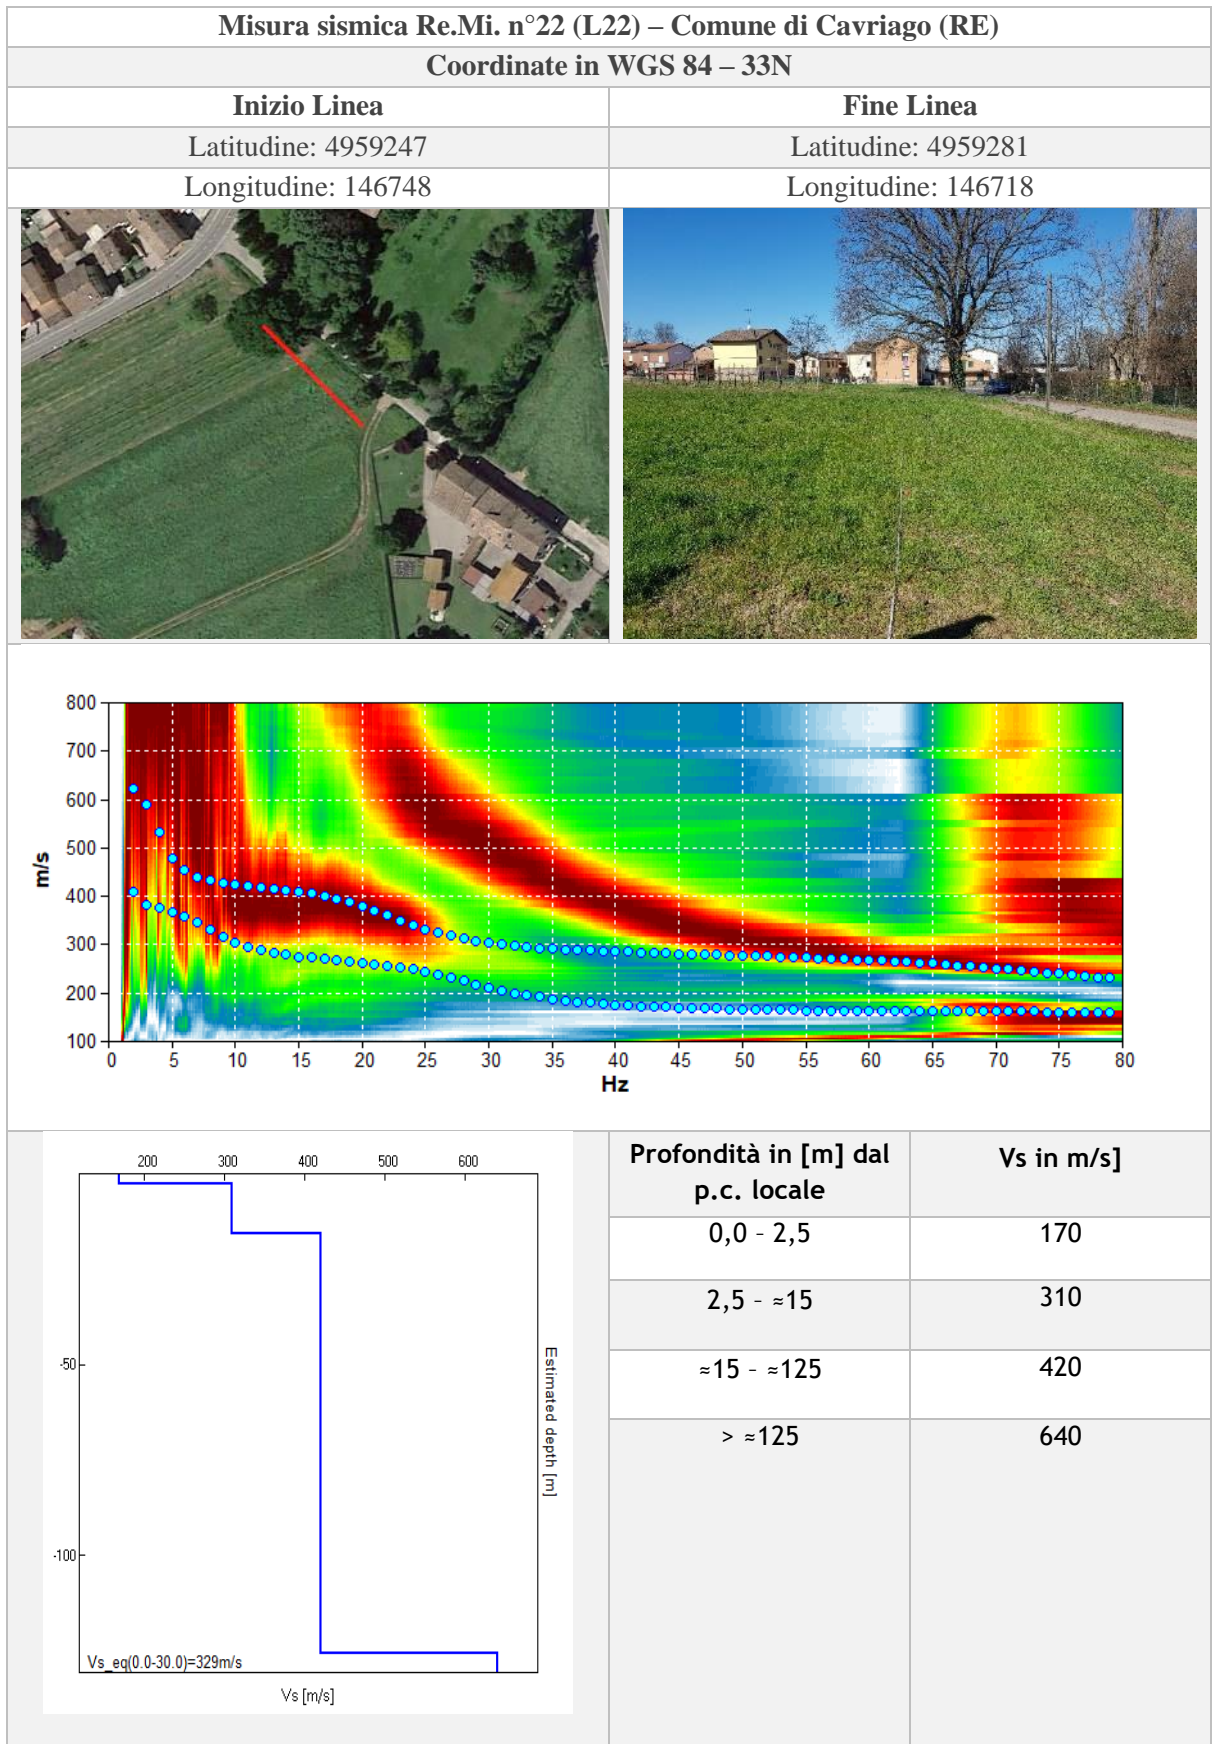 Misura sismica Re.Mi. n°22 (L22) – Comune di Cavriago (RE)
Coordinate in WGS 84 – 33N
Inizio Linea
Fine Linea
Latitudine: 4959247
Latitudine: 4959281
Longitudine: 146748
Longitudine: 146718
800
700
600
500
400
300
200
100
m/s
0 5 10 15 20 25 30 35 40 45 50 55 60 65 70 75 80
Hz
200 300 400 500 600
-50
-100
Estimated depth [m]
Vs_eq(0.0-30.0)=329m/s
Vs [m/s]
Profondità in [m] dal
p.c. locale
Vs in m/s]
0,0 – 2,5
170
2,5 – ≈15
310
≈15 – ≈125
420
> ≈125
640